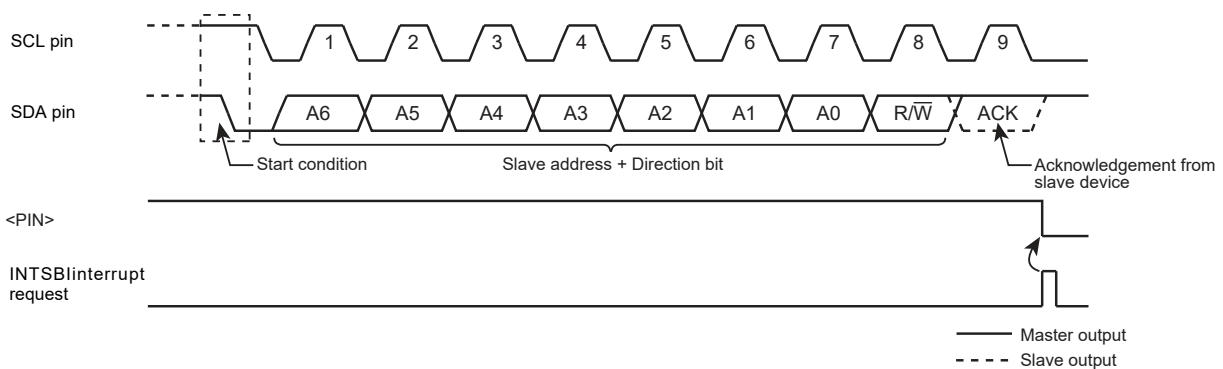 SCL pin
1 2 3 4 5 6 7 8 9
SDA pin
A6 A5 A4 A3 A2 A1 A0 R/W̅ ACK
Start condition
Slave address + Direction bit
Acknowledgement from
slave device
<PIN>
INTSBIinterrupt
request
Master output
Slave output